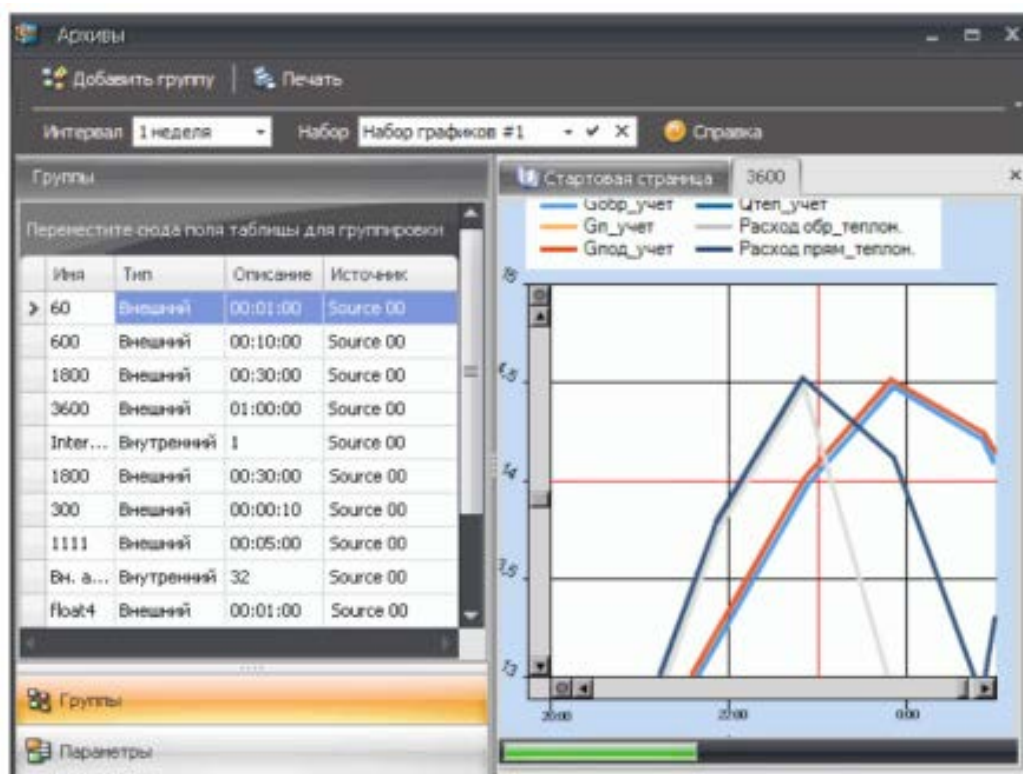 Архивы
Добавить группу Печать
Интервал 1 неделя Набор Набор графиков #1 Справка
Группы
Перенестите сюда поля таблицы для группировки
Имя Тип Описание Источник
60 Внешний 00:01:00 Source 00
600 Внешний 00:10:00 Source 00
1800 Внешний 00:30:00 Source 00
3600 Внешний 01:00:00 Source 00
Inter... Внутренний 1 Source 00
1800 Внешний 00:30:00 Source 00
300 Внешний 00:00:10 Source 00
1111 Внешний 00:05:00 Source 00
Вн. а... Внутренний 32 Source 00
float4 Внешний 00:01:00 Source 00
Группы
Параметры
Стартовая страница 3600
Gобр_учет Qтеп_учет
Gп_учет Расход обр_теплон.
Gпод_учет Расход прям_теплон.
14
13
20:00 22:00 0:00